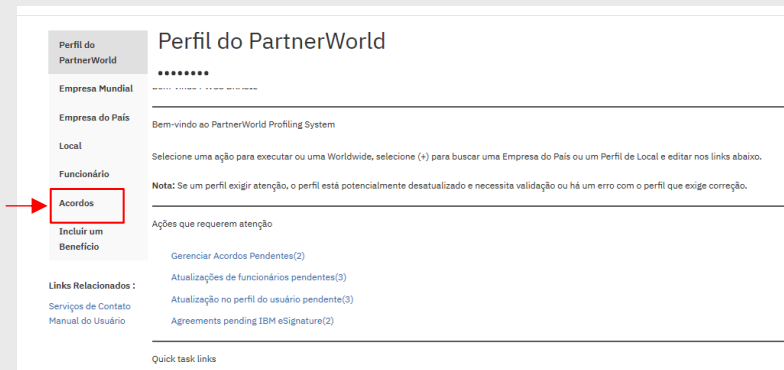 Perfil do PartnerWorld
Perfil do
PartnerWorld
Empresa Mundial
Empresa do País
Local
Funcionário
Acordos
Incluir um
Benefício
Links Relacionados :
Serviços de Contato
Manual do Usuário
Bem-vindo ao PartnerWorld Profiling System
Selecione uma ação para executar ou uma Worldwide, selecione (+) para buscar uma Empresa do País ou um Perfil de Local e editar nos links abaixo.
Nota: Se um perfil exigir atenção, o perfil está potencialmente desatualizado e necessita validação ou há um erro com o perfil que exige correção.
Ações que requerem atenção
Gerenciar Acordos Pendentes(2)
Atualizações de funcionários pendentes(3)
Atualização no perfil do usuário pendente(3)
Agreements pending IBM eSignature(2)
Quick task links